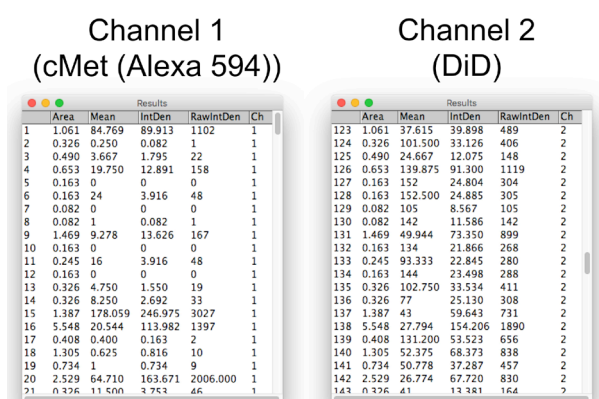 Channel 1
(cMet (Alexa 594))
Results
Area Mean IntDen RawIntDen Ch
1 1.061 84.769 89.913 1102 1
2 0.326 0.250 0.082 1 1
3 0.490 3.667 1.795 22 1
4 0.653 19.750 12.891 158 1
5 0.163 0 0 0 1
6 0.163 24 3.916 48 1
7 0.082 0 0 0 1
8 0.082 1 0.082 1 1
9 1.469 9.278 13.626 167 1
10 0.163 0 0 0 1
11 0.245 16 3.916 48 1
12 0.163 0 0 0 1
13 0.326 4.750 1.550 19 1
14 0.326 8.250 2.692 33 1
15 1.387 178.059 246.975 3027 1
16 5.548 20.544 113.982 1397 1
17 0.408 0.400 0.163 2 1
18 1.305 0.625 0.816 10 1
19 0.734 1 0.734 9 1
20 2.529 64.710 163.671 2006.000 1
21 0.326 11.500 3.753 46 1
Channel 2
(DiD)
Results
Area Mean IntDen RawIntDen Ch
123 1.061 37.615 39.898 489 2
124 0.326 101.500 33.126 406 2
125 0.490 24.667 12.075 148 2
126 0.653 139.875 91.300 1119 2
127 0.163 152 24.804 304 2
128 0.163 152.500 24.885 305 2
129 0.082 105 8.567 105 2
130 0.082 142 11.586 142 2
131 1.469 49.944 73.350 899 2
132 0.163 134 21.866 268 2
133 0.245 93.333 22.845 280 2
134 0.163 144 23.498 288 2
135 0.326 102.750 33.534 411 2
136 0.326 77 25.130 308 2
137 1.387 43 59.643 731 2
138 5.548 27.794 154.206 1890 2
139 0.408 131.200 53.523 656 2
140 1.305 52.375 68.373 838 2
141 0.734 50.778 37.287 457 2
142 2.529 26.774 67.720 830 2
143 0.326 41 13.381 164 2